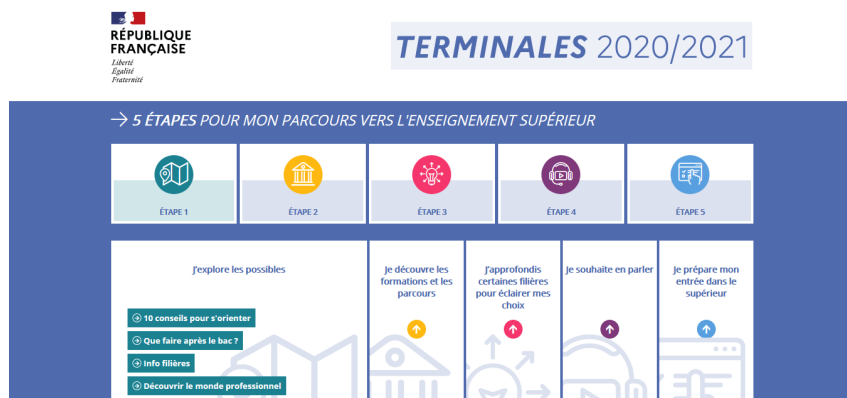 RÉPUBLIQUE
FRANÇAISE
Liberté
Égalité
Fraternité
TERMINALES 2020/2021
5 ÉTAPES POUR MON PARCOURS VERS L'ENSEIGNEMENT SUPÉRIEUR
ÉTAPE 1
ÉTAPE 2
ÉTAPE 3
ÉTAPE 4
ÉTAPE 5
J'explore les possibles
10 conseils pour s'orienter
Que faire après le bac ?
Info filières
Découvrir le monde professionnel
Je découvre les
formations et les
parcours
J'approfondis
certaines filières
pour éclairer mes
choix
Je souhaite en parler
Je prépare mon
entrée dans le
supérieur